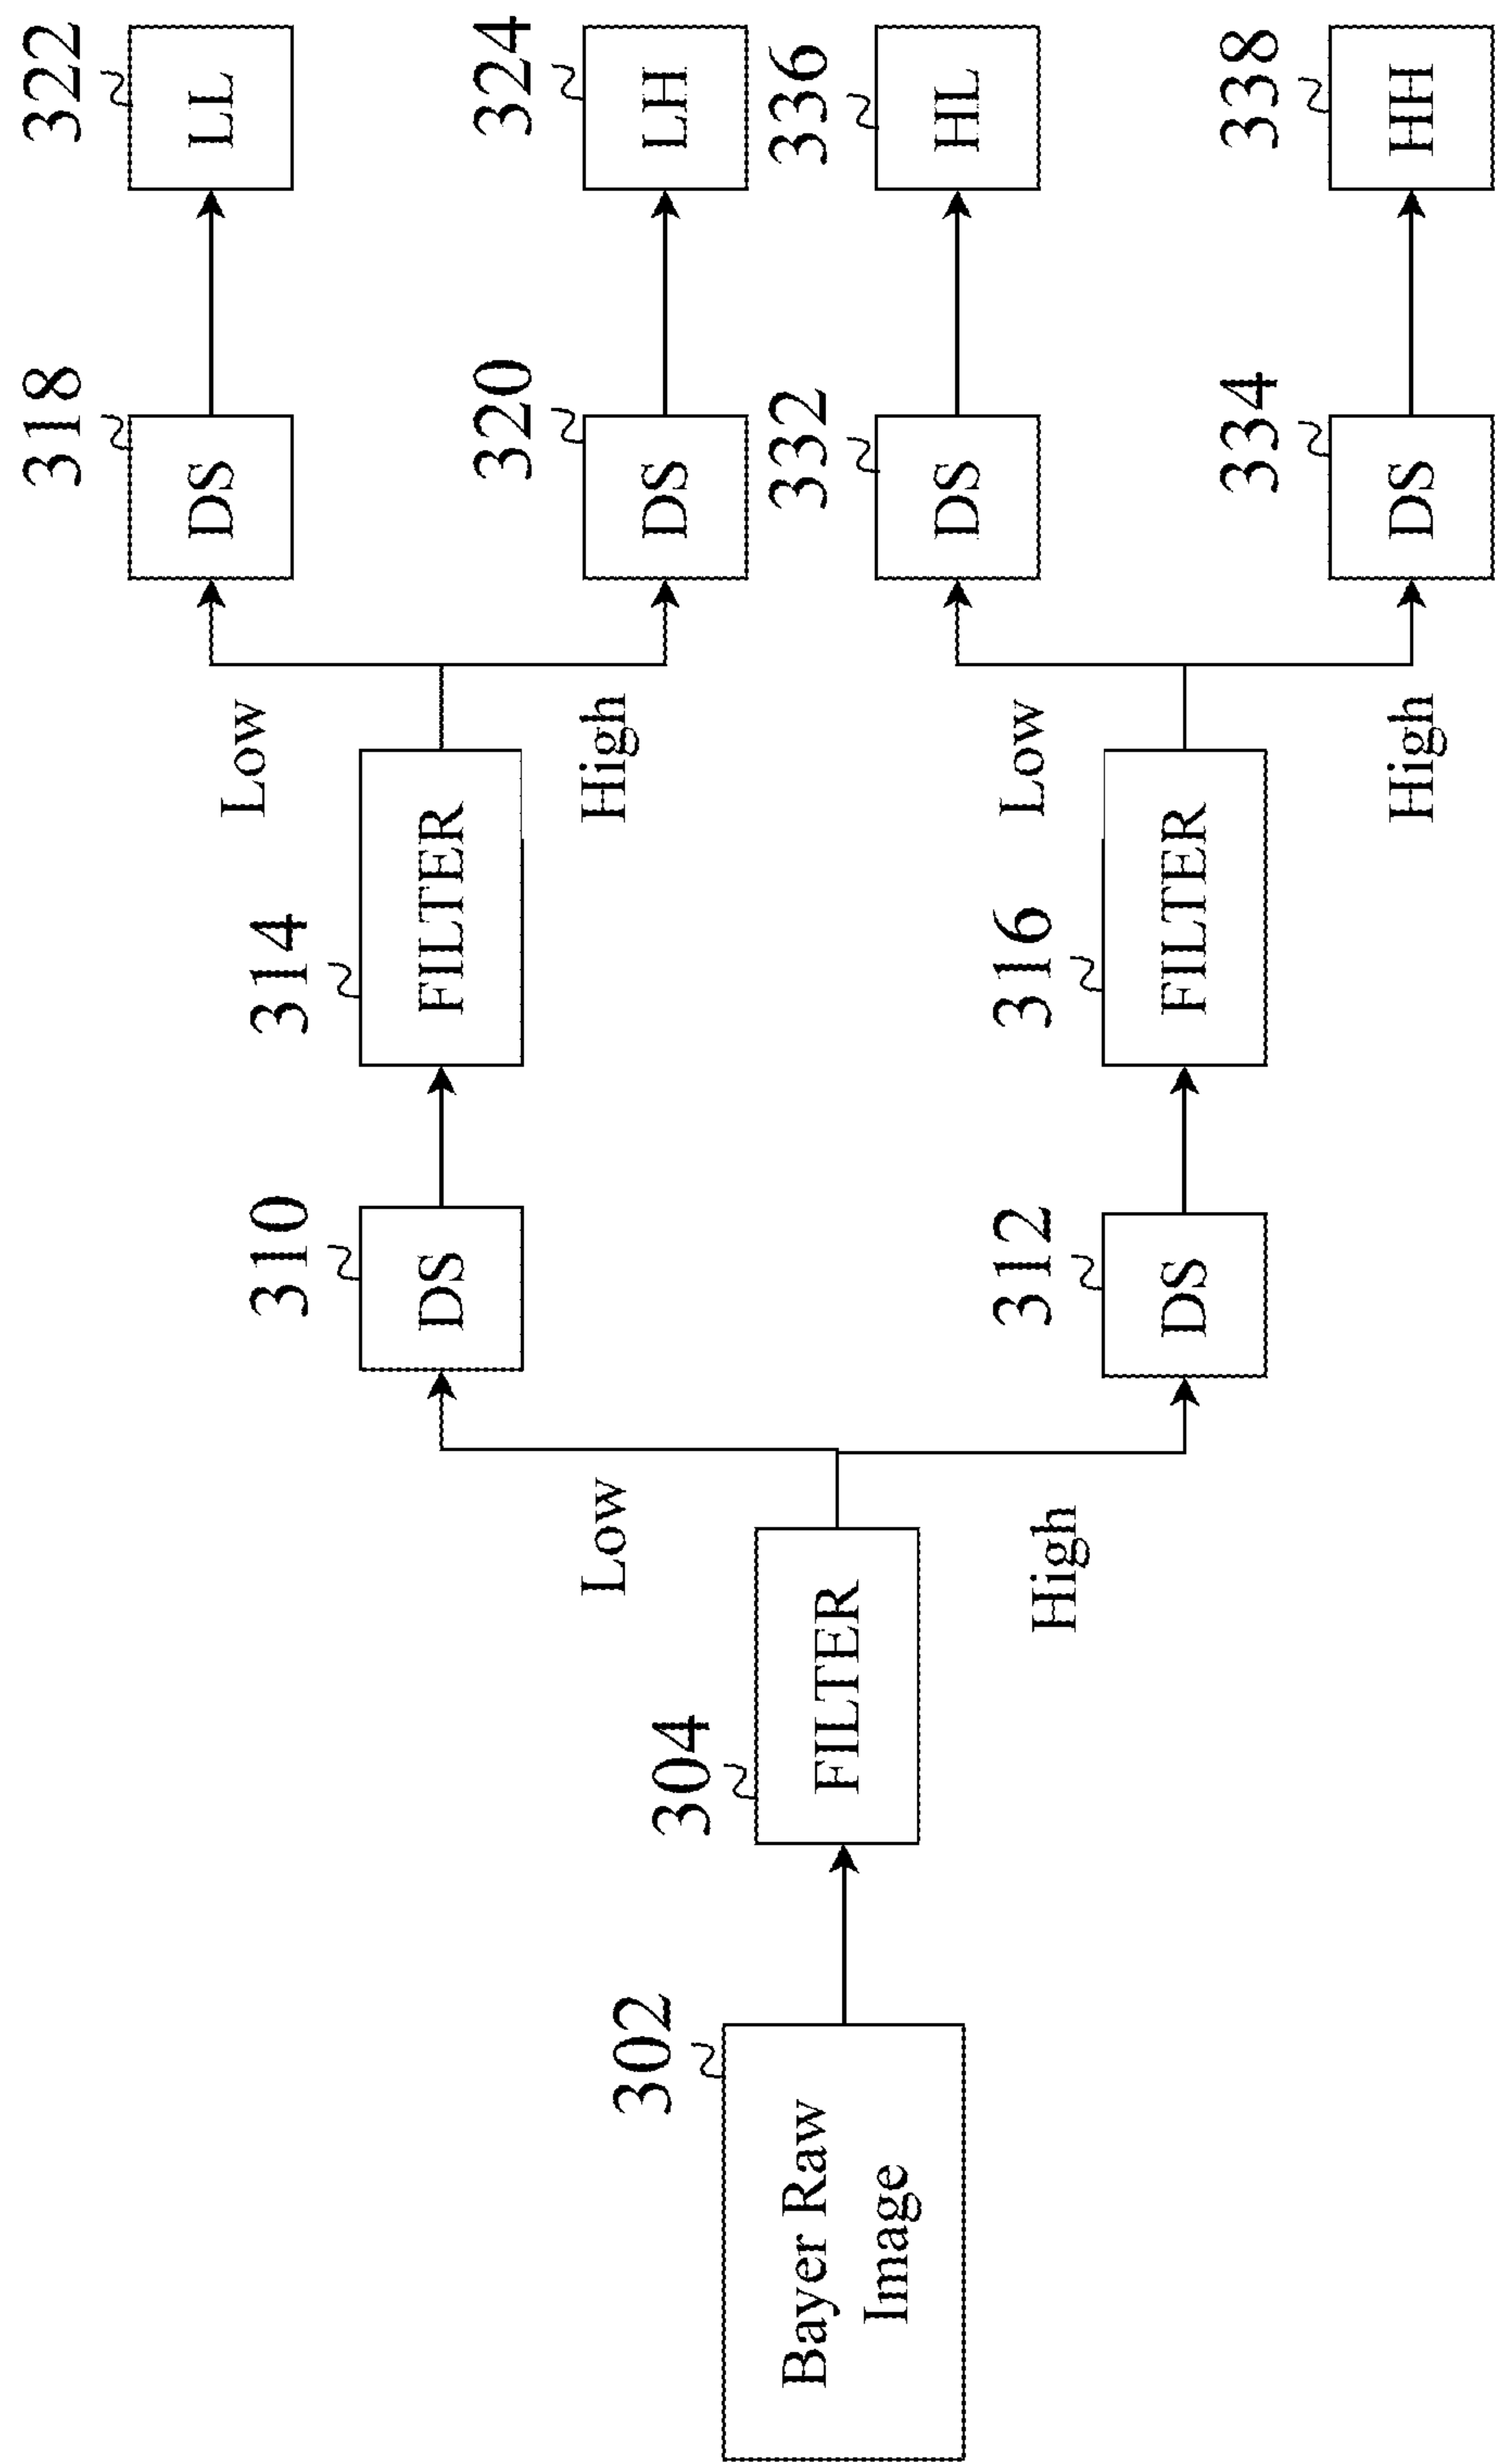 302
Bayer Raw
Image
304
FILTER
Low
High
310
DS
312
DS
314
FILTER
316
FILTER
Low
High
Low
High
318
DS
320
DS
332
DS
334
DS
322
LL
324
LH
336
HL
338
HH